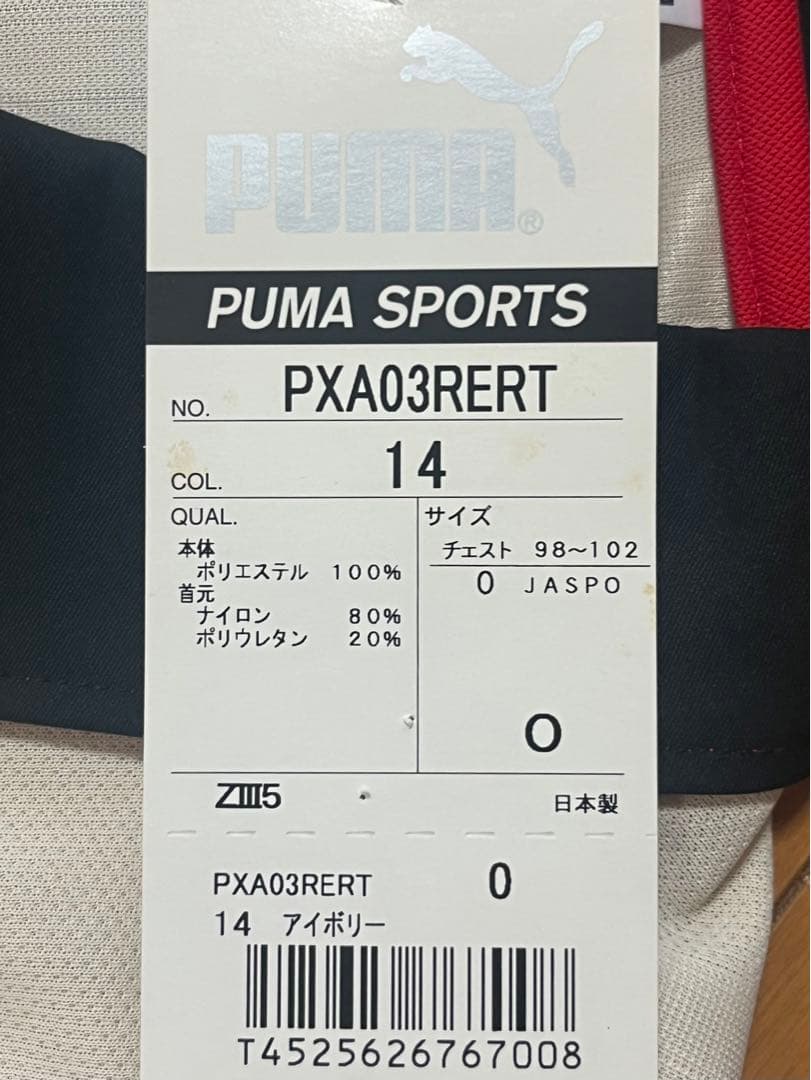 PUMA®
PUMA SPORTS
NO. PXA03RERT
COL. 14
QUAL.
本体
ポリエステル 100%
首元
ナイロン 80%
ポリウレタン 20%
サイズ
チェスト 98〜102
O JASPO
O
ZⅢ5
日本製
PXA03RERT O
14 アイボリー
T4525626767008